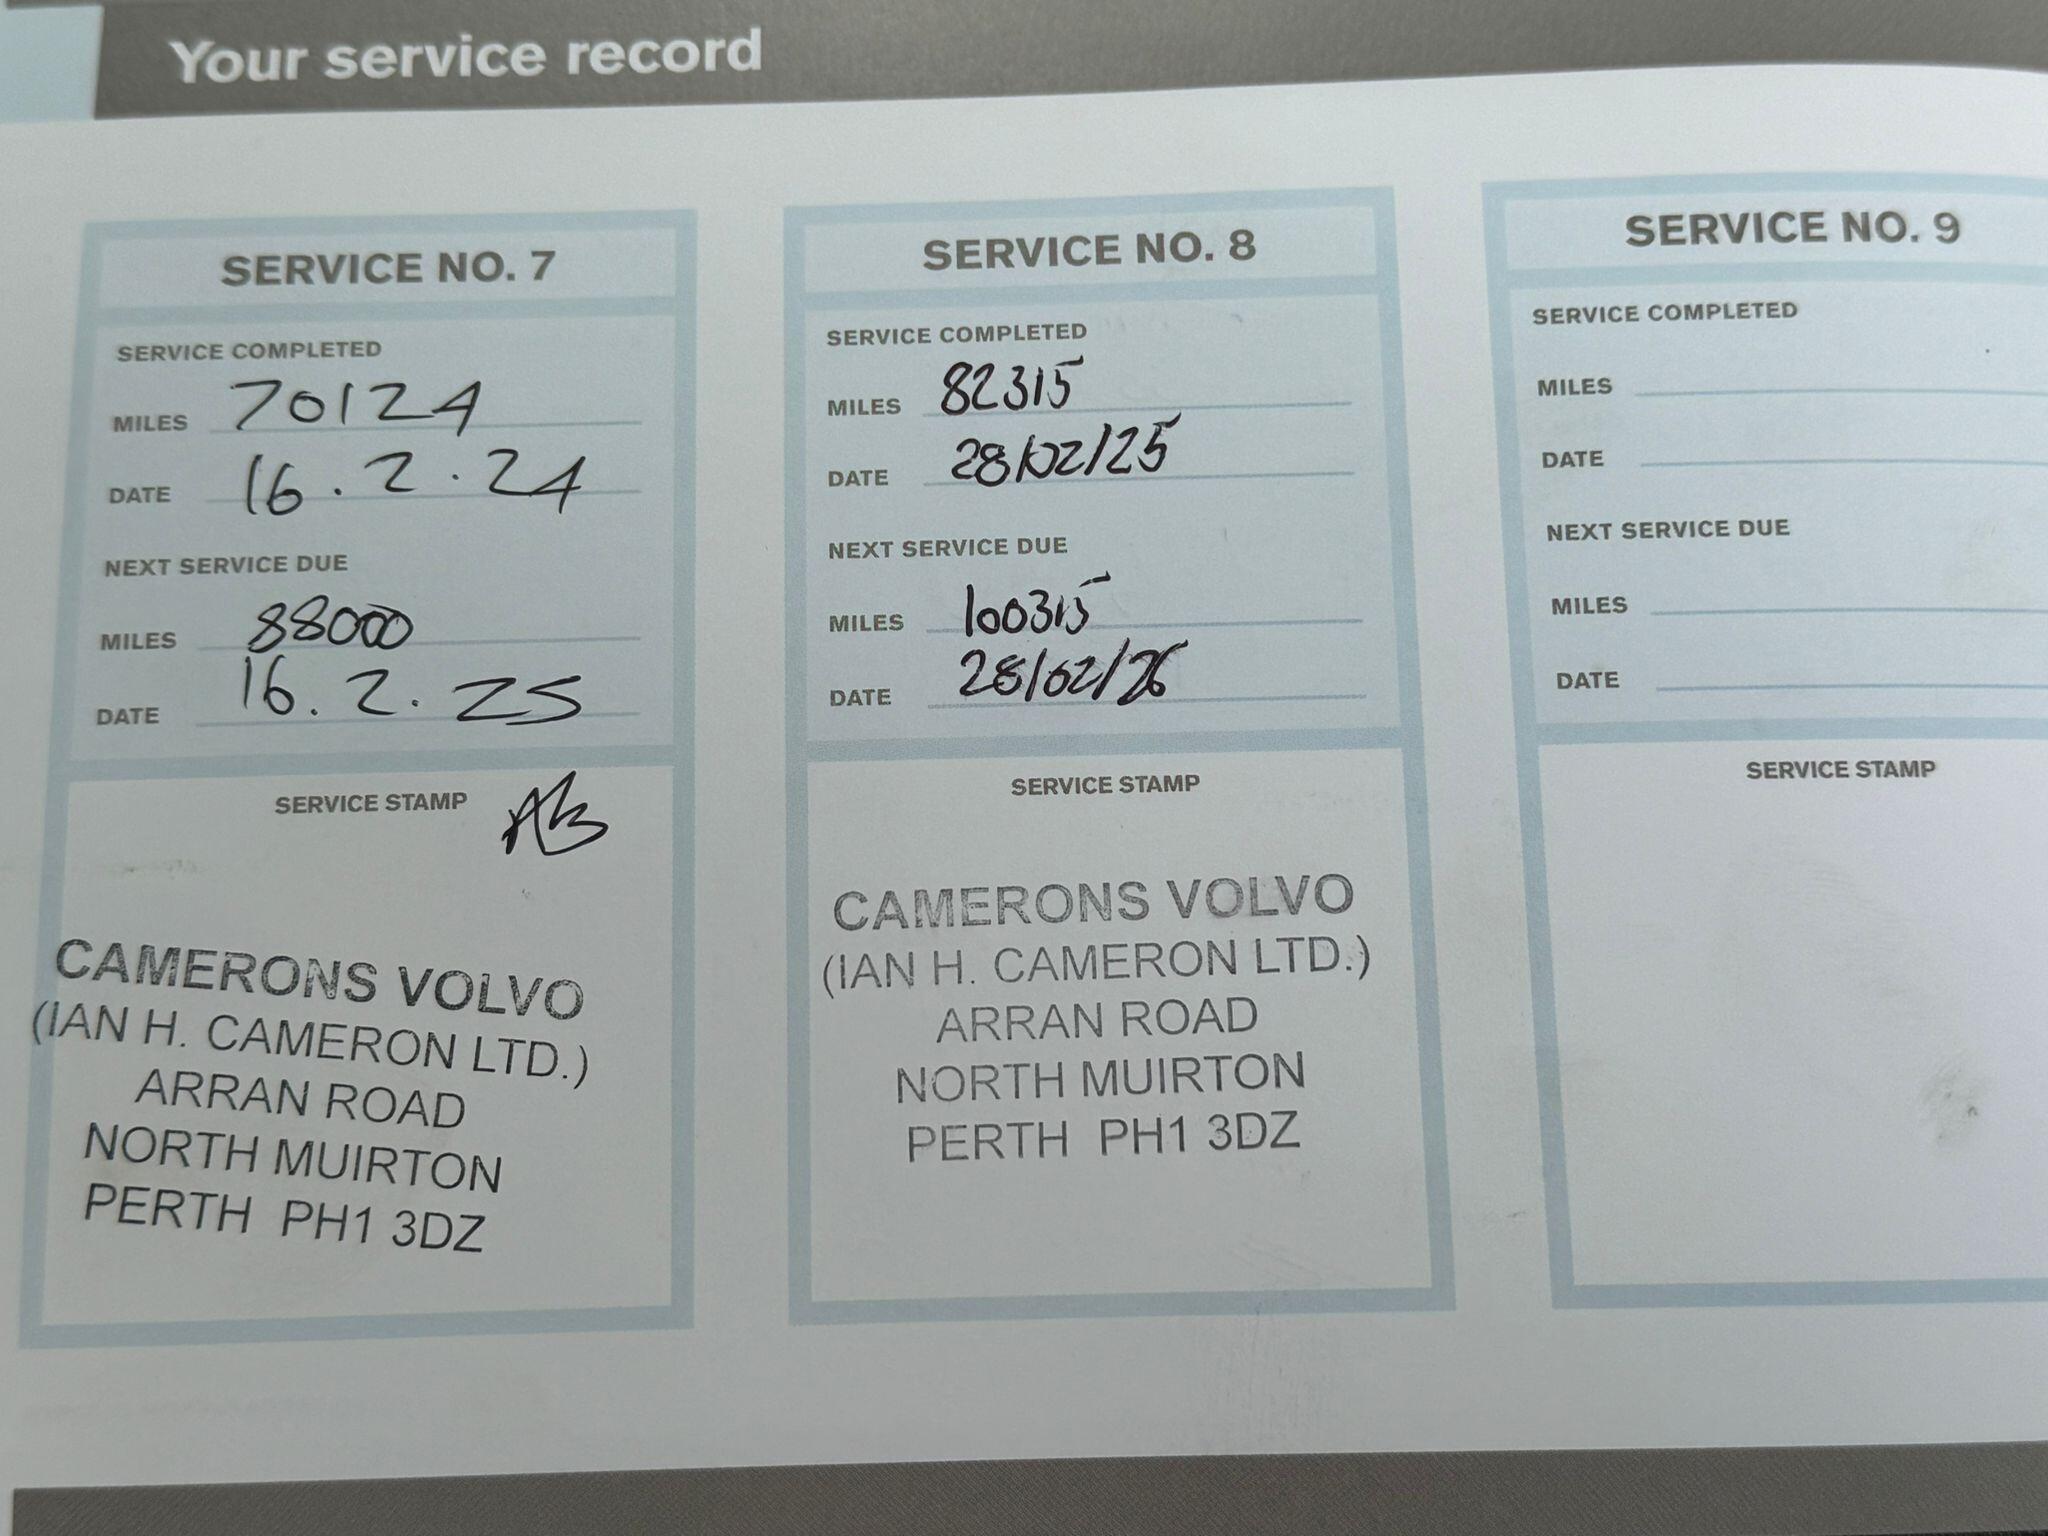 Your service record
SERVICE NO. 7
SERVICE COMPLETED
MILES 70124
DATE 16.2.24
NEXT SERVICE DUE
MILES 88000
DATE 16.2.25
SERVICE STAMP AB
CAMERONS VOLVO
(IAN H. CAMERON LTD.)
ARRAN ROAD
NORTH MUIRTON
PERTH PH1 3DZ
SERVICE NO. 8
SERVICE COMPLETED
MILES 82315
DATE 28/02/25
NEXT SERVICE DUE
MILES 100315
DATE 28/02/26
SERVICE STAMP
CAMERONS VOLVO
(IAN H. CAMERON LTD.)
ARRAN ROAD
NORTH MUIRTON
PERTH PH1 3DZ
SERVICE NO. 9
SERVICE COMPLETED
MILES
DATE
NEXT SERVICE DUE
MILES
DATE
SERVICE STAMP